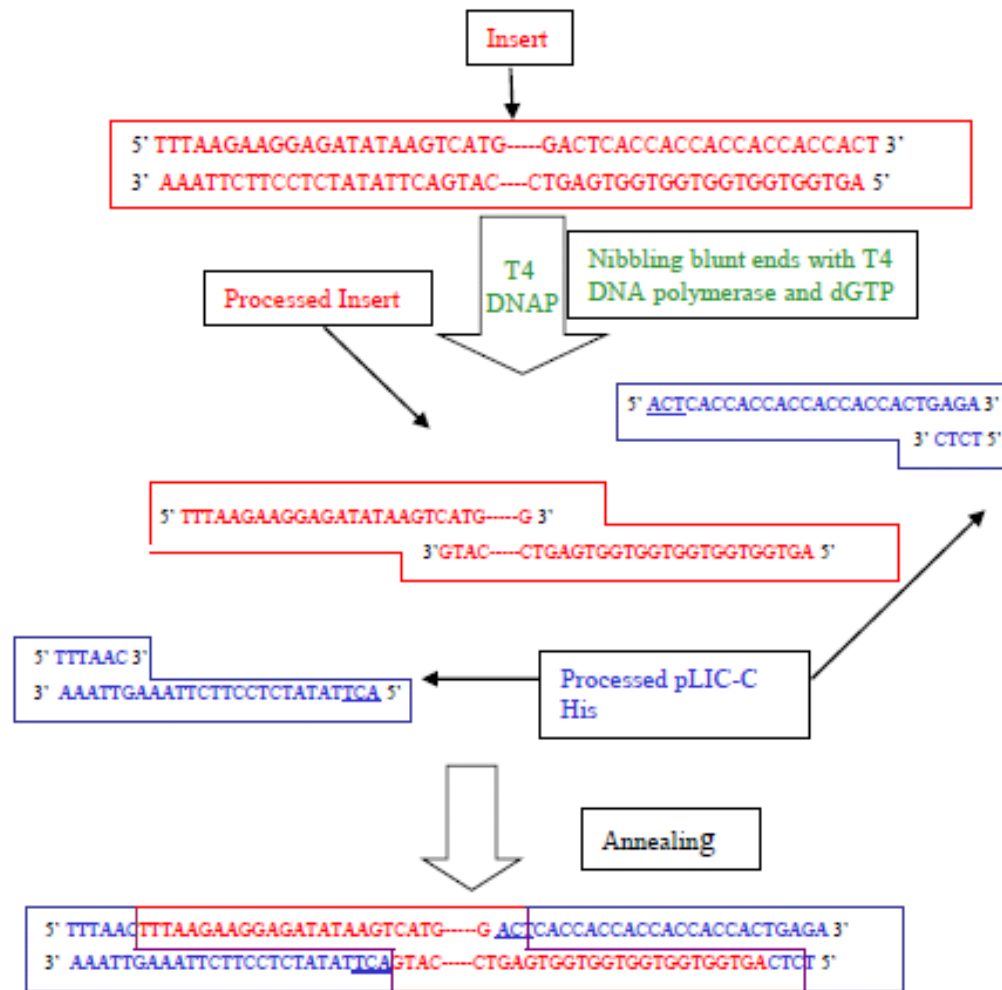 Insert
5' TTTAAGAAGGAGATATAAGTCATG-----GACTCACCACCACCACCACCACT 3'
3' AAATTCTTCCTCTATATTCAGTAC----CTGAGTGGTGGTGGTGGTGGTGA 5'
T4
DNAP
Nibbling blunt ends with T4
DNA polymerase and dGTP
Processed Insert
5' ACTCACCACCACCACCACCACTGAGA 3'
3' CTCT 5'
5' TTTAAGAAGGAGATATAAGTCATG-----G 3'
3'GTAC-----CTGAGTGGTGGTGGTGGTGGTGA 5'
5' TTTAAC 3'
3' AAATTGAAATTCTTCCTCTATATTCA 5'
Processed pLIC-C
His
Annealing
5' TTTAACTTTAAGAAGGAGATATAAGTCATG-----G ACTCACCACCACCACCACCACTGAGA 3'
3' AAATTGAAATTCTTCCTCTATATTCAGTAC-----CTGAGTGGTGGTGGTGGTGGTGACTCT 5'